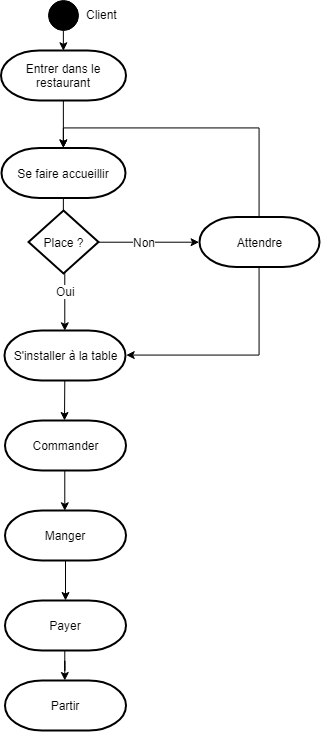 Client
Entrer dans le
restaurant
Se faire accueillir
Place ?
Non
Attendre
Oui
S'installer à la table
Commander
Manger
Payer
Partir